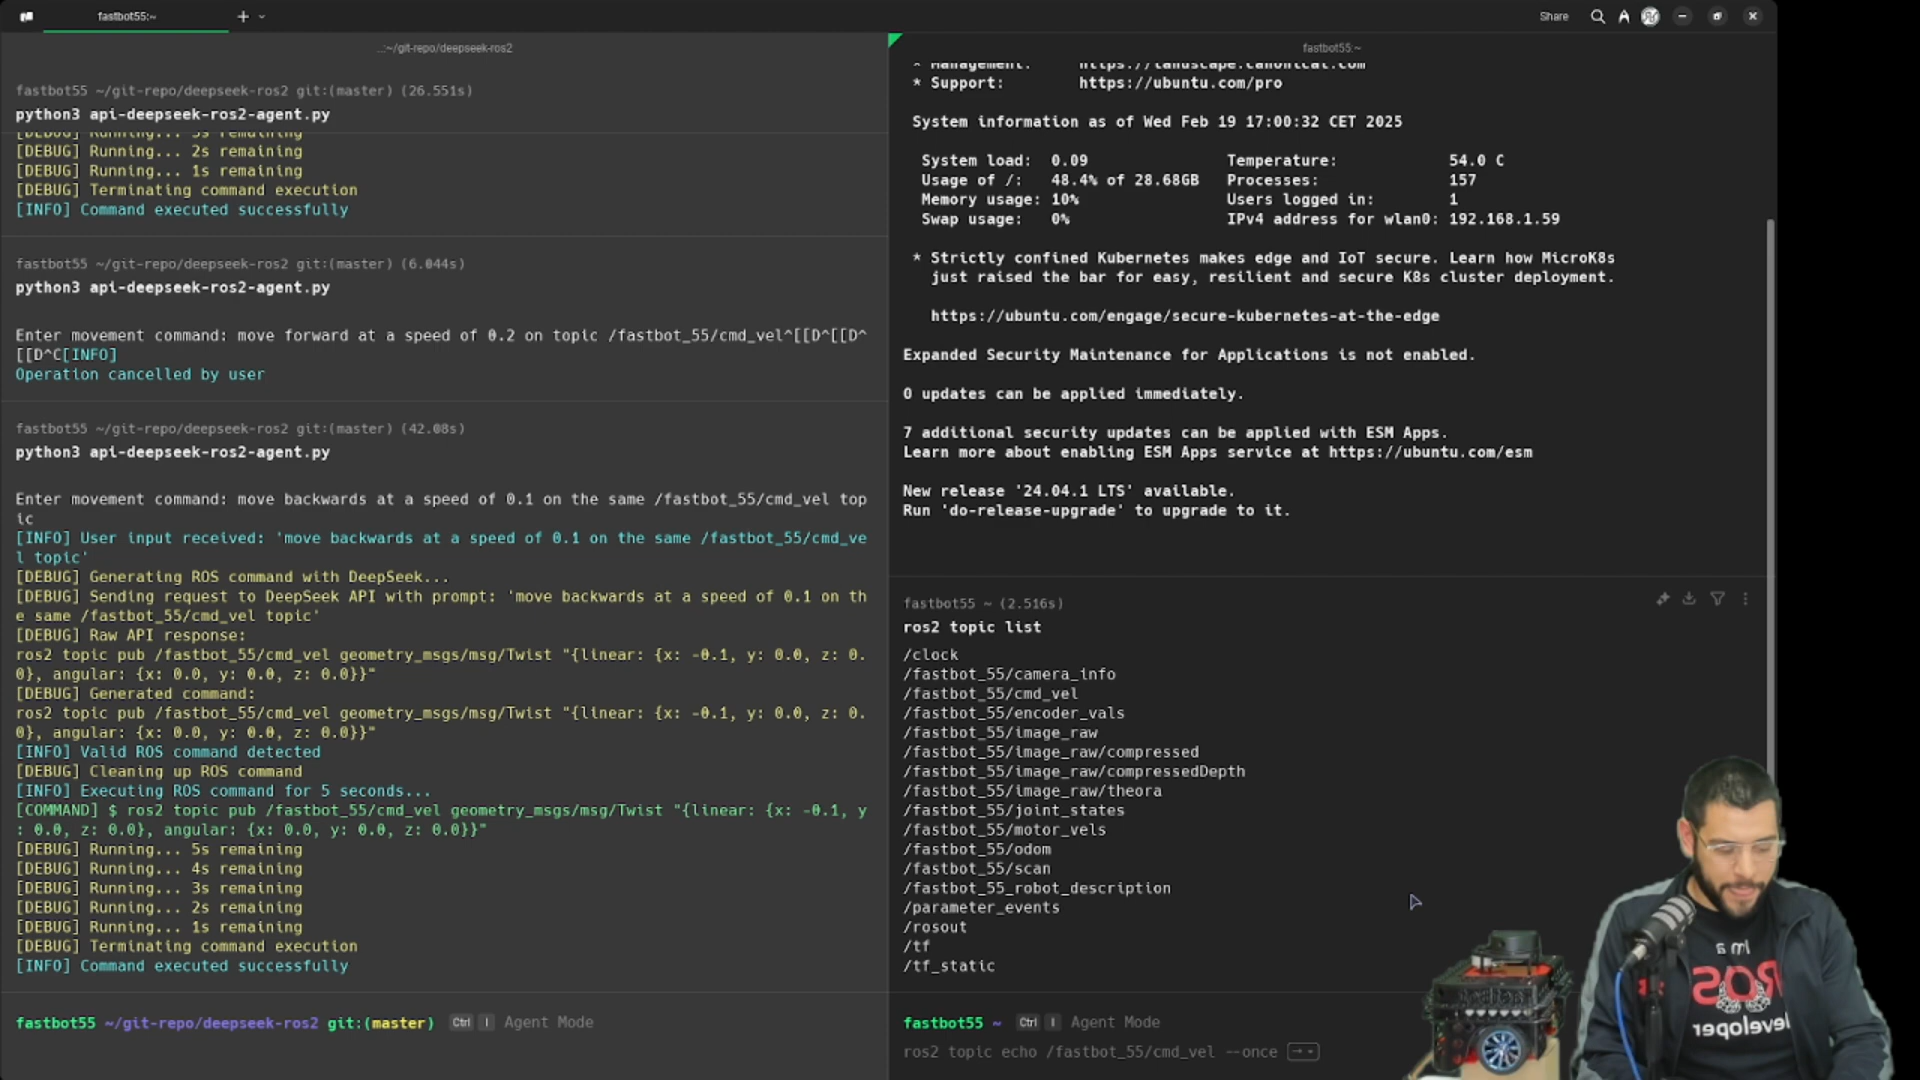 fastbot55:~
Share
..:~/git-repo/deepseek-ros2
fastbot55 ~/git-repo/deepseek-ros2 git:(master) (26.551s)
python3 api-deepseek-ros2-agent.py
[DEBUG] Running... 3s remaining
[DEBUG] Running... 2s remaining
[DEBUG] Running... 1s remaining
[DEBUG] Terminating command execution
[INFO] Command executed successfully
fastbot55 ~/git-repo/deepseek-ros2 git:(master) (6.044s)
python3 api-deepseek-ros2-agent.py
Enter movement command: move forward at a speed of 0.2 on topic /fastbot_55/cmd_vel^[[D^[[D^
[[D^C[INFO]
Operation cancelled by user
fastbot55 ~/git-repo/deepseek-ros2 git:(master) (42.08s)
python3 api-deepseek-ros2-agent.py
Enter movement command: move backwards at a speed of 0.1 on the same /fastbot_55/cmd_vel top
ic
[INFO] User input received: 'move backwards at a speed of 0.1 on the same /fastbot_55/cmd_ve
l topic'
[DEBUG] Generating ROS command with DeepSeek...
[DEBUG] Sending request to DeepSeek API with prompt: 'move backwards at a speed of 0.1 on th
e same /fastbot_55/cmd_vel topic'
[DEBUG] Raw API response:
ros2 topic pub /fastbot_55/cmd_vel geometry_msgs/msg/Twist "{linear: {x: -0.1, y: 0.0, z: 0.
0}, angular: {x: 0.0, y: 0.0, z: 0.0}}"
[DEBUG] Generated command:
ros2 topic pub /fastbot_55/cmd_vel geometry_msgs/msg/Twist "{linear: {x: -0.1, y: 0.0, z: 0.
0}, angular: {x: 0.0, y: 0.0, z: 0.0}}"
[INFO] Valid ROS command detected
[DEBUG] Cleaning up ROS command
[INFO] Executing ROS command for 5 seconds...
[COMMAND] $ ros2 topic pub /fastbot_55/cmd_vel geometry_msgs/msg/Twist "{linear: {x: -0.1, y
: 0.0, z: 0.0}, angular: {x: 0.0, y: 0.0, z: 0.0}}"
[DEBUG] Running... 5s remaining
[DEBUG] Running... 4s remaining
[DEBUG] Running... 3s remaining
[DEBUG] Running... 2s remaining
[DEBUG] Running... 1s remaining
[DEBUG] Terminating command execution
[INFO] Command executed successfully
fastbot55 ~/git-repo/deepseek-ros2 git:(master) Ctrl I Agent Mode
fastbot55:~
* Management: https://landscape.canonical.com
* Support: https://ubuntu.com/pro
System information as of Wed Feb 19 17:00:32 CET 2025
System load: 0.09 Temperature: 54.0 C
Usage of /: 48.4% of 28.68GB Processes: 157
Memory usage: 10% Users logged in: 1
Swap usage: 0% IPv4 address for wlan0: 192.168.1.59
* Strictly confined Kubernetes makes edge and IoT secure. Learn how MicroK8s
just raised the bar for easy, resilient and secure K8s cluster deployment.
https://ubuntu.com/engage/secure-kubernetes-at-the-edge
Expanded Security Maintenance for Applications is not enabled.
0 updates can be applied immediately.
7 additional security updates can be applied with ESM Apps.
Learn more about enabling ESM Apps service at https://ubuntu.com/esm
New release '24.04.1 LTS' available.
Run 'do-release-upgrade' to upgrade to it.
fastbot55 ~ (2.516s)
ros2 topic list
/clock
/fastbot_55/camera_info
/fastbot_55/cmd_vel
/fastbot_55/encoder_vals
/fastbot_55/image_raw
/fastbot_55/image_raw/compressed
/fastbot_55/image_raw/compressedDepth
/fastbot_55/image_raw/theora
/fastbot_55/joint_states
/fastbot_55/motor_vels
/fastbot_55/odom
/fastbot_55/scan
/fastbot_55_robot_description
/parameter_events
/rosout
/tf
/tf_static
fastbot55 ~ Ctrl I Agent Mode
ros2 topic echo /fastbot_55/cmd_vel --once
I'm a
ROS
developer